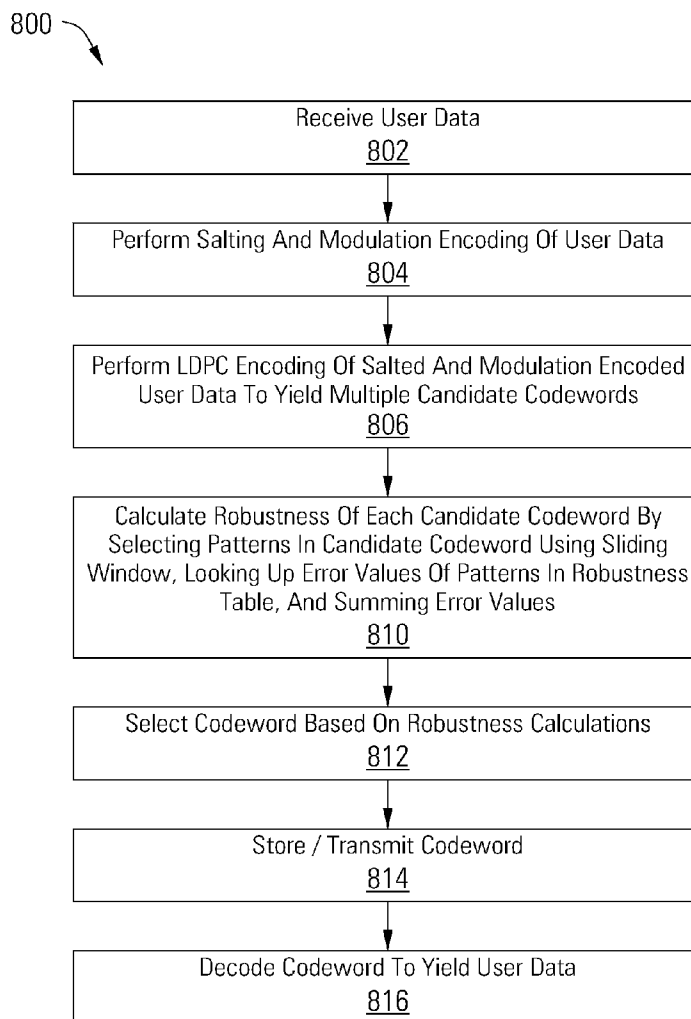 800
Receive User Data
802
Perform Salting And Modulation Encoding Of User Data
804
Perform LDPC Encoding Of Salted And Modulation Encoded
User Data To Yield Multiple Candidate Codewords
806
Calculate Robustness Of Each Candidate Codeword By
Selecting Patterns In Candidate Codeword Using Sliding
Window, Looking Up Error Values Of Patterns In Robustness
Table, And Summing Error Values
810
Select Codeword Based On Robustness Calculations
812
Store / Transmit Codeword
814
Decode Codeword To Yield User Data
816